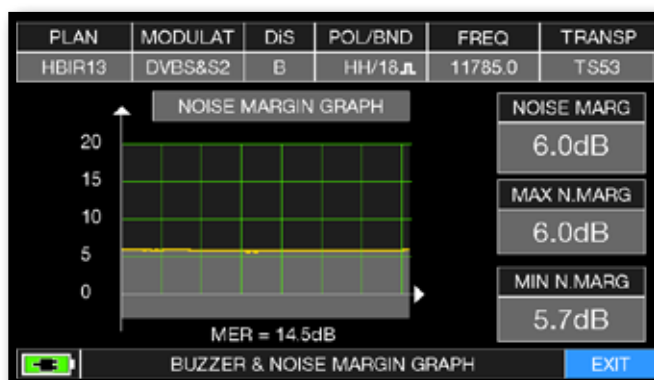 PLAN MODULAT DiS POL/BND FREQ TRANSP
HBIR13 DVBS&S2 B HH/18 11785.0 TS53
NOISE MARGIN GRAPH
NOISE MARG
6.0dB
20
15
10
5
0
MAX N.MARG
6.0dB
MIN N.MARG
5.7dB
MER = 14.5dB
BUZZER & NOISE MARGIN GRAPH EXIT